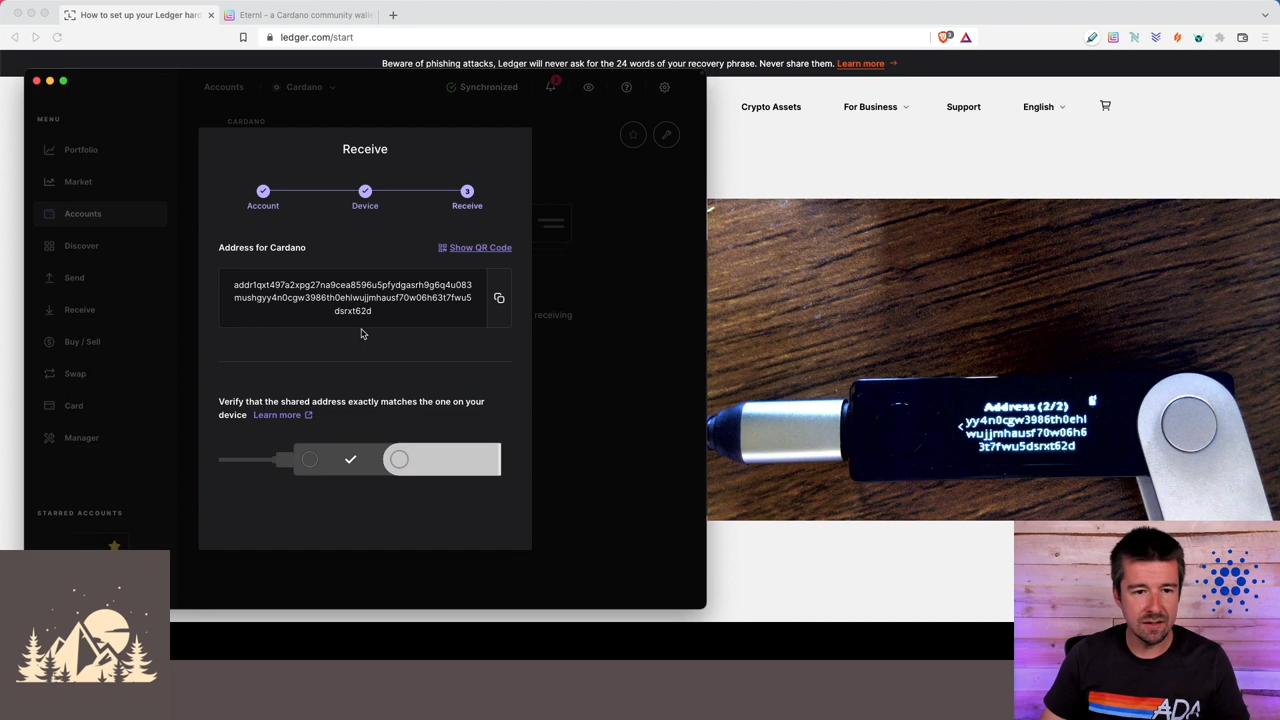 How to set up your Ledger hard
Eternl – a Cardano community walle
ledger.com/start
Beware of phishing attacks, Ledger will never ask for the 24 words of your recovery phrase. Never share them. Learn more →
Accounts
Cardano
Synchronized
Crypto Assets
For Business
Support
English
MENU
CARDANO
Portfolio
Market
Accounts
Discover
Send
Receive
Buy / Sell
Swap
Card
Manager
STARRED ACCOUNTS
Receive
3
Account
Device
Receive
Address for Cardano
Show QR Code
addr1qxt497a2xpg27na9cea8596u5pfydgasrh9g6q4u083
mushgyy4n0cgw3986th0ehlwujjmhausf70w06h63t7fwu5
dsrxt62d
receiving
Verify that the shared address exactly matches the one on your
device Learn more
Address (2/2)
yy4n0cgw3986th0ehl
wujjmhausf70w06h6
3t7fwu5dsrxt62d
ADA